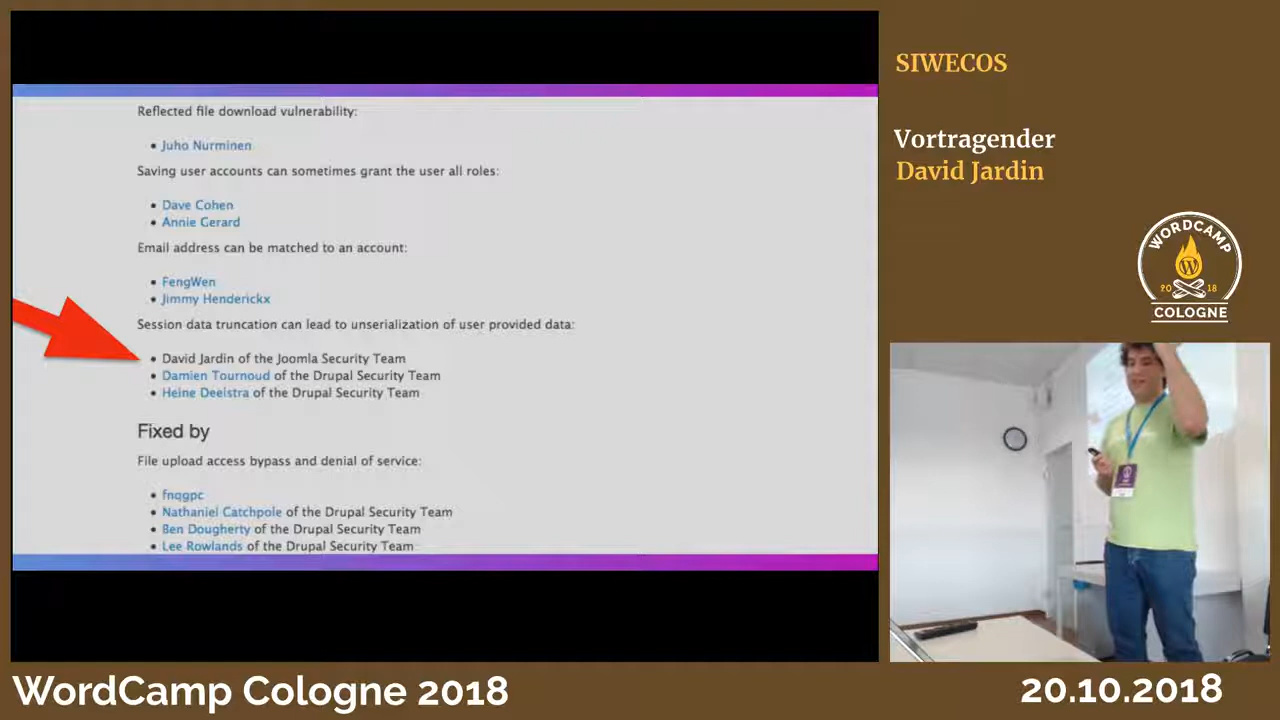 Reflected file download vulnerability:
• Juho Nurminen
Saving user accounts can sometimes grant the user all roles:
• Dave Cohen
• Annie Gerard
Email address can be matched to an account:
• FengWen
• Jimmy Henderickx
Session data truncation can lead to unserialization of user provided data:
• David Jardin of the Joomla Security Team
• Damien Tournoud of the Drupal Security Team
• Heine Deelstra of the Drupal Security Team
Fixed by
File upload access bypass and denial of service:
• fnqgpc
• Nathaniel Catchpole of the Drupal Security Team
• Ben Dougherty of the Drupal Security Team
• Lee Rowlands of the Drupal Security Team
SIWECOS
Vortragender
David Jardin
WORDCAMP
2018
COLOGNE
WordCamp Cologne 2018
20.10.2018